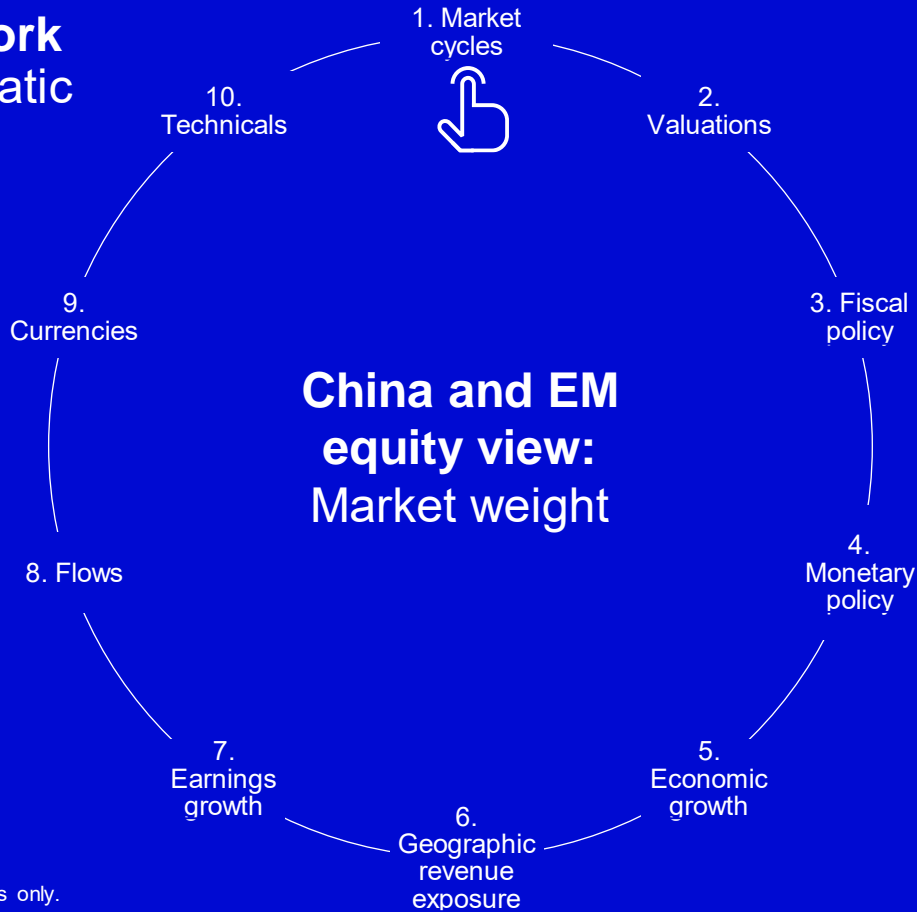 ork
atic
1. Market
cycles
2.
Valuations
3. Fiscal
policy
4.
Monetary
policy
5.
Economic
growth
6.
Geographic
revenue
exposure
7.
Earnings
growth
8. Flows
9.
Currencies
10.
Technicals
China and EM
equity view:
Market weight
s only.